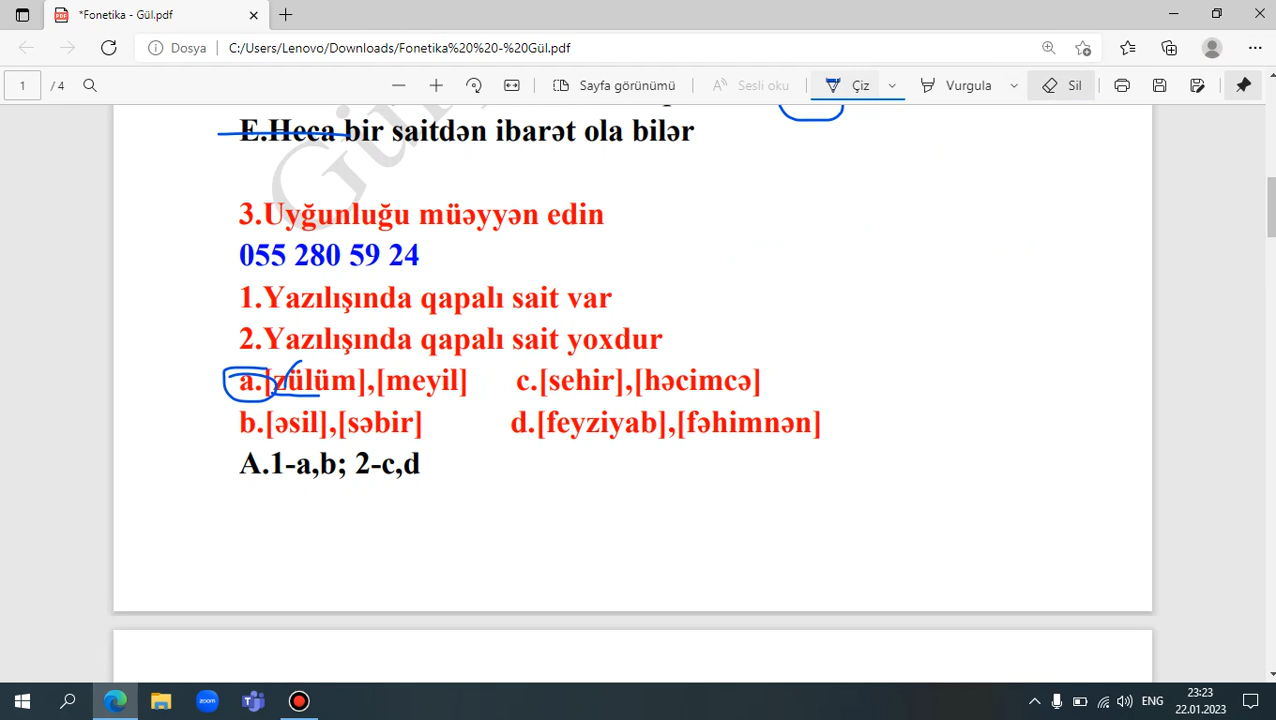 *Fonetika - Gül.pdf
Dosya C:/Users/Lenovo/Downloads/Fonetika%20%20-%20Gül.pdf
1 / 4 Sayfa görünümü Sesli oku Çiz Vurgula Sil
E.Heca bir saitdən ibarət ola bilər
3.Uyğunluğu müəyyən edin
055 280 59 24
1.Yazılışında qapalı sait var
2.Yazılışında qapalı sait yoxdur
a.[zülüm],[meyil] c.[sehir],[həcimcə]
b.[əsil],[səbir] d.[feyziyab],[fəhimnən]
A.1-a,b; 2-c,d
zoom ENG 23:23
22.01.2023